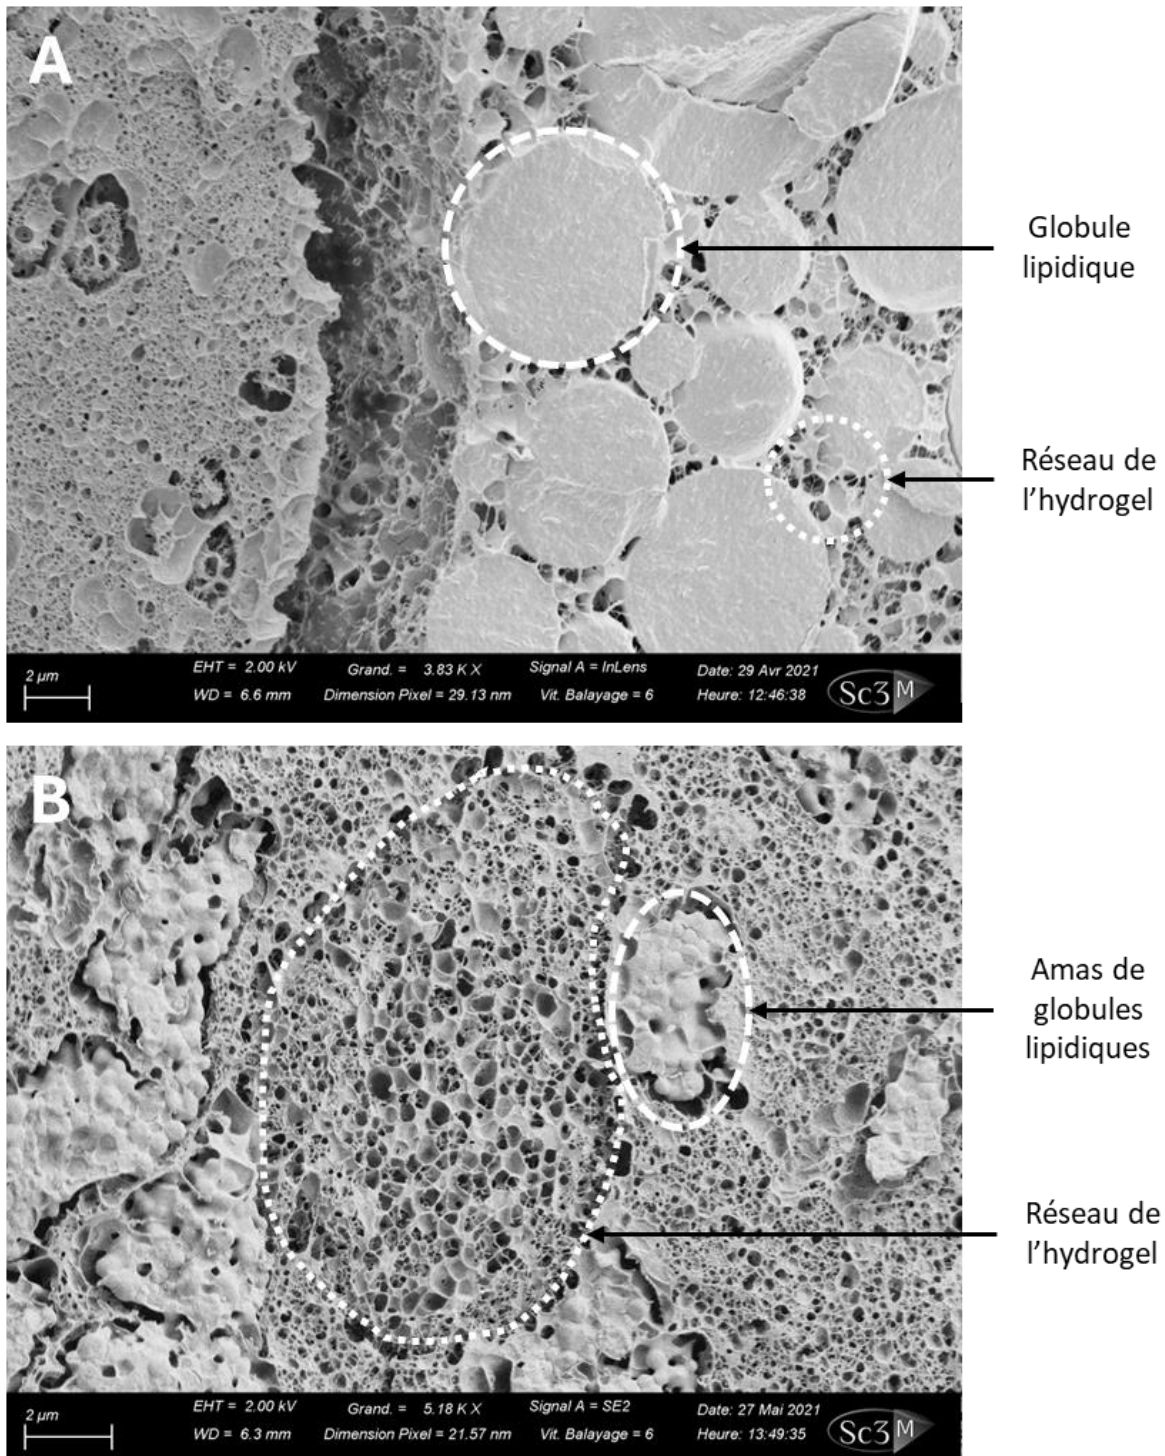 A
Globule
lipidique
Réseau de
l’hydrogel
2 µm
EHT = 2.00 kV
Grand. = 3.83 K X
Signal A = InLens
Date: 29 Avr 2021
WD = 6.6 mm
Dimension Pixel = 29.13 nm
Vit. Balayage = 6
Heure: 12:46:38
Sc3M
B
Amas de
globules
lipidiques
Réseau de
l’hydrogel
2 µm
EHT = 2.00 kV
Grand. = 5.18 K X
Signal A = SE2
Date: 27 Mai 2021
WD = 6.3 mm
Dimension Pixel = 21.57 nm
Vit. Balayage = 6
Heure: 13:49:35
Sc3M